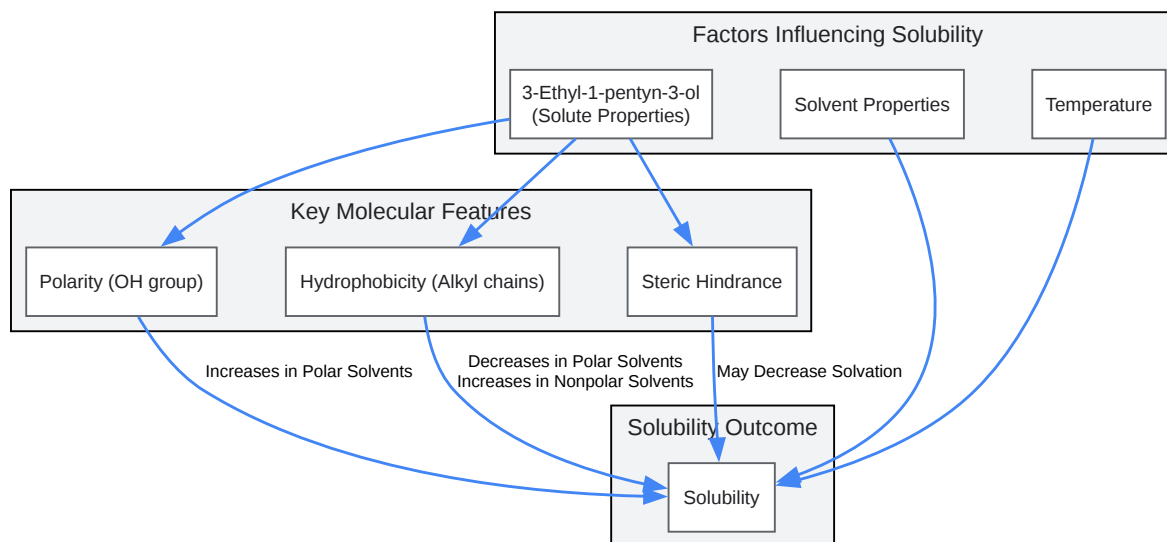 Factors Influencing Solubility
3-Ethyl-1-pentyn-3-ol
(Solute Properties)
Solvent Properties
Temperature
Key Molecular Features
Polarity (OH group)
Hydrophobicity (Alkyl chains)
Steric Hindrance
Increases in Polar Solvents
Decreases in Polar Solvents
Increases in Nonpolar Solvents
May Decrease Solvation
Solubility Outcome
Solubility